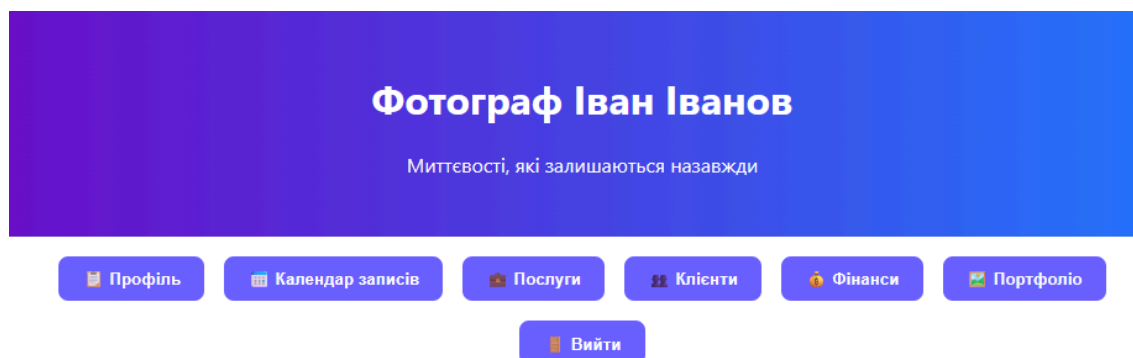 Фотограф Іван Іванов
Миттєвості, які залишаються назавжди
Профіль
Календар записів
Послуги
Клієнти
Фінанси
Портфоліо
Вийти